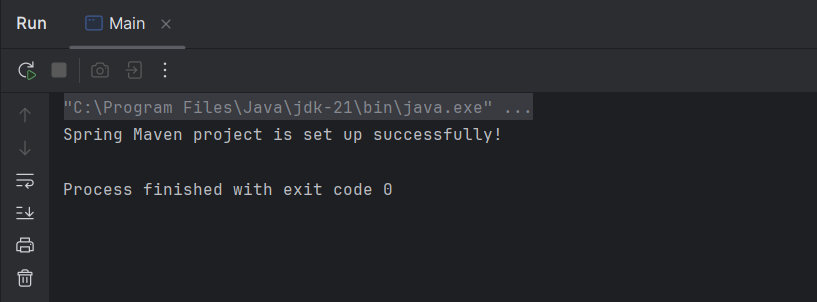 Run
Main
"C:\Program Files\Java\jdk-21\bin\java.exe" ...
Spring Maven project is set up successfully!
Process finished with exit code 0